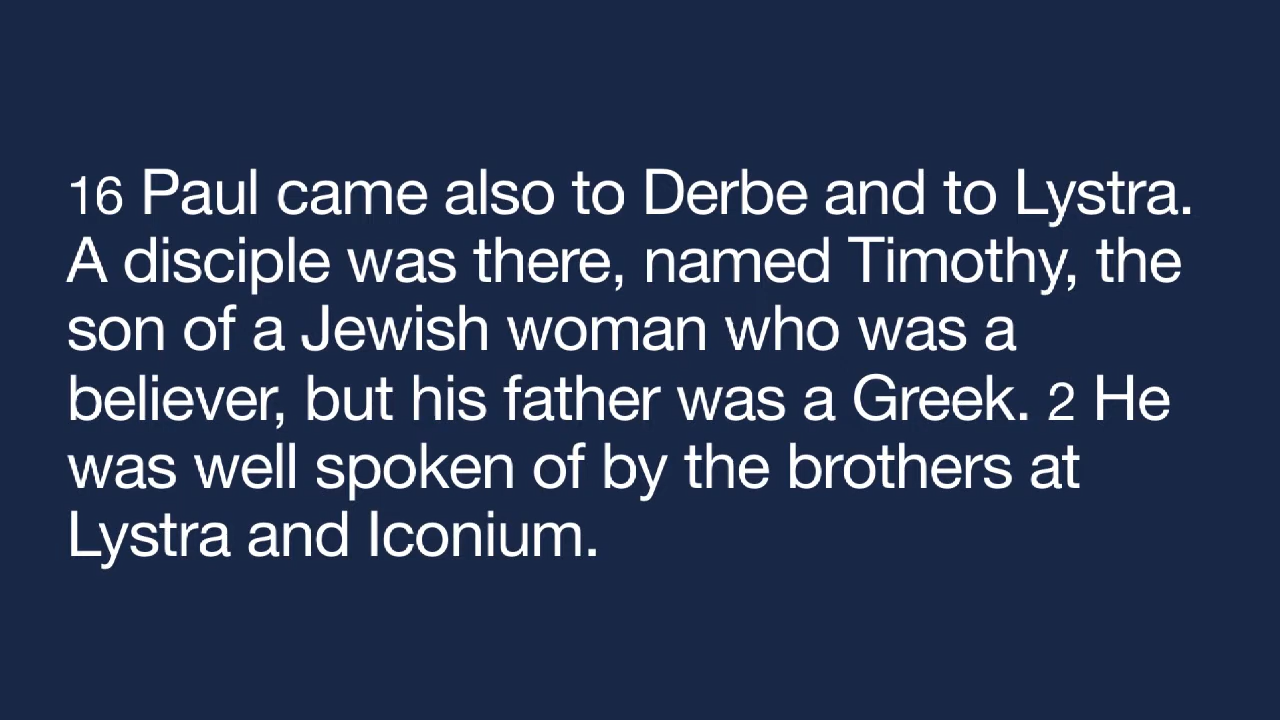 16 Paul came also to Derbe and to Lystra.
A disciple was there, named Timothy, the
son of a Jewish woman who was a
believer, but his father was a Greek. 2 He
was well spoken of by the brothers at
Lystra and Iconium.